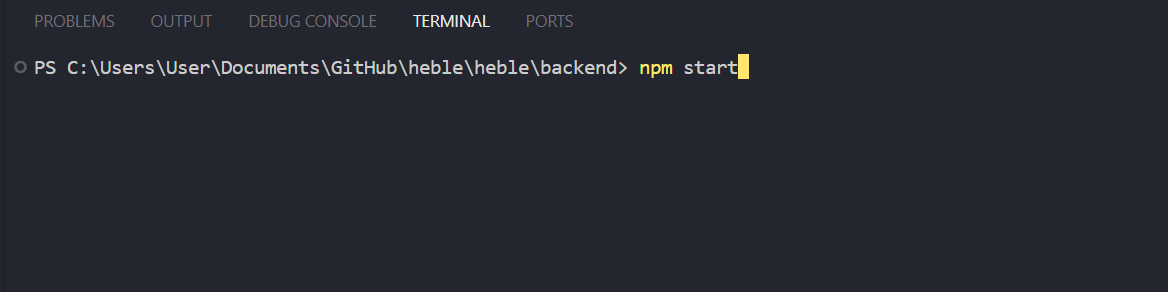 PROBLEMS OUTPUT DEBUG CONSOLE TERMINAL PORTS
PS C:\Users\User\Documents\GitHub\heble\heble\backend> npm start